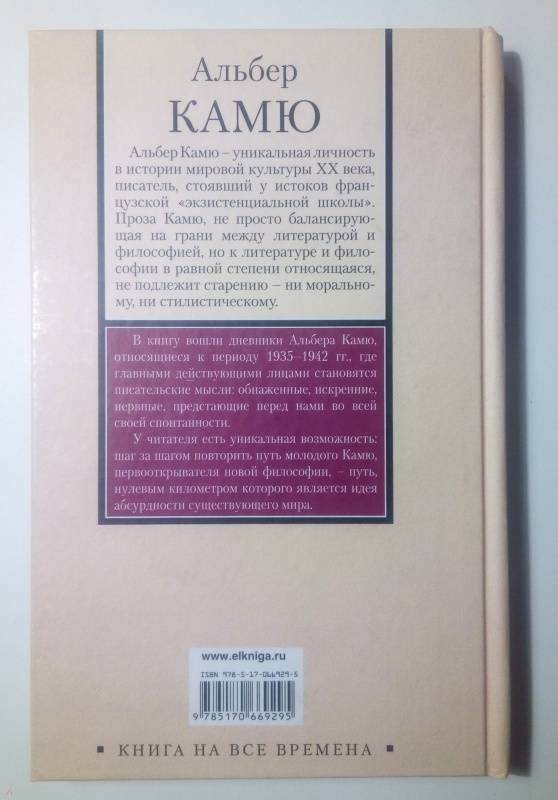 Альбер
КАМЮ
Альбер Камю – уникальная личность
в истории мировой культуры XX века,
писатель, стоявший у истоков фран-
цузской «экзистенциальной школы».
Проза Камю, не просто балансирую-
щая на грани между литературой и
философией, но к литературе и фило-
софии в равной степени относящаяся,
не подлежит старению – ни морально-
му, ни стилистическому.
В книгу вошли дневники Альбера Камю,
относящиеся к периоду 1935–1942 гг., где
главными действующими лицами становятся
писательские мысли: обнаженные, искренние,
нервные, предстающие перед нами во всей
своей спонтанности.
У читателя есть уникальная возможность:
шаг за шагом повторить путь молодого Камю,
первооткрывателя новой философии, – путь,
нулевым километром которого является идея
абсурдности существующего мира.
www.elkniga.ru
ISBN 978-5-17-066929-5
9 785170 669295
КНИГА НА ВСЕ ВРЕМЕНА